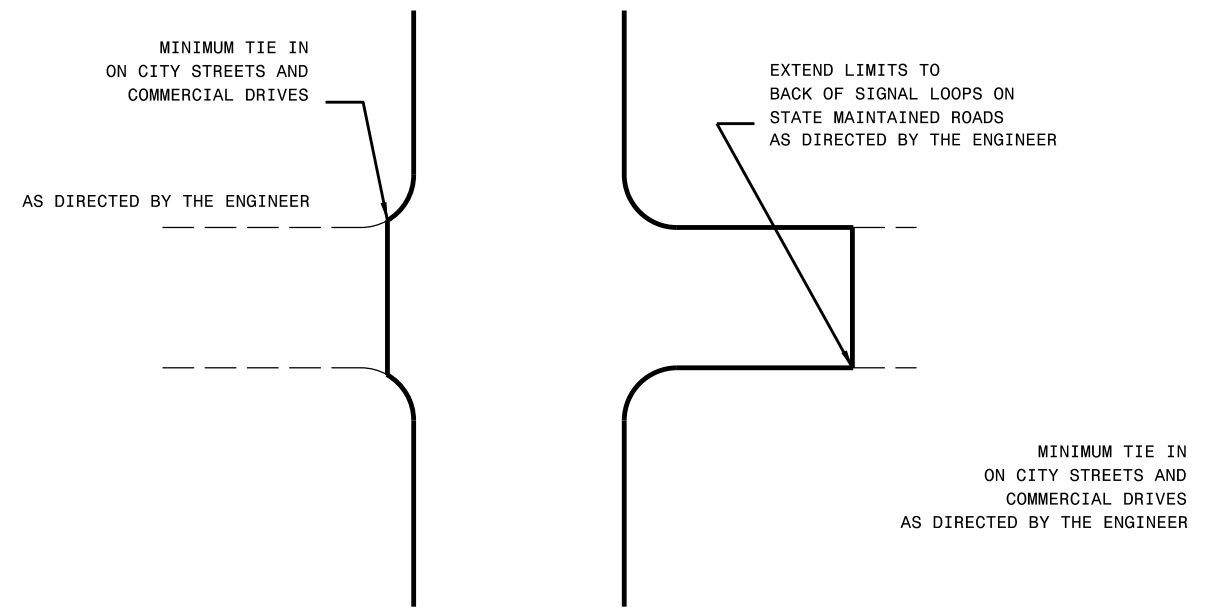 MINIMUM TIE IN
ON CITY STREETS AND
COMMERCIAL DRIVES
AS DIRECTED BY THE ENGINEER
EXTEND LIMITS TO
BACK OF SIGNAL LOOPS ON
STATE MAINTAINED ROADS
AS DIRECTED BY THE ENGINEER
MINIMUM TIE IN
ON CITY STREETS AND
COMMERCIAL DRIVES
AS DIRECTED BY THE ENGINEER